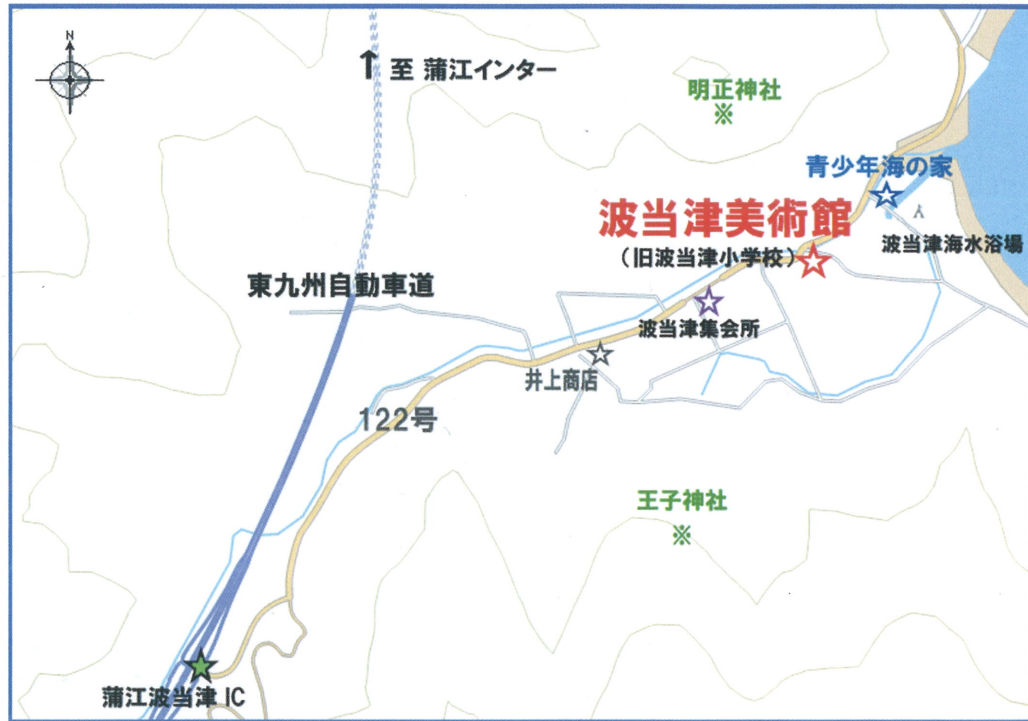 N
↑ 至 蒲江インター
明正神社
※
青少年海の家
波当津美術館
(旧波当津小学校)
波当津海水浴場
東九州自動車道
波当津集会所
井上商店
122号
王子神社
※
蒲江波当津 IC